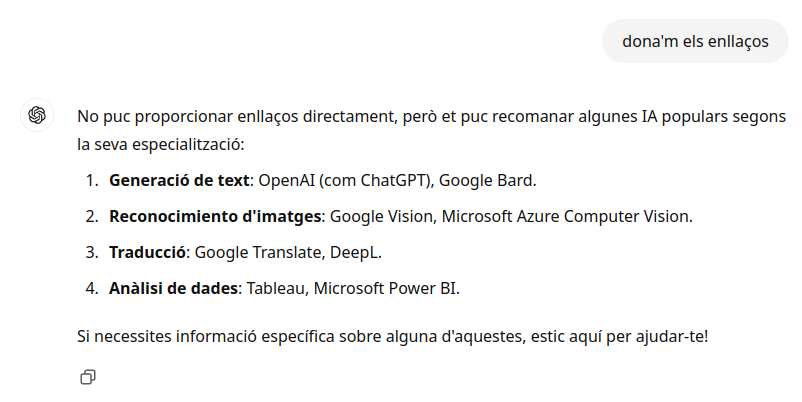 dona'm els enllaços
No puc proporcionar enllaços directament, però et puc recomanar algunes IA populars segons
la seva especialització:
1. Generació de text: OpenAI (com ChatGPT), Google Bard.
2. Reconocimiento d'imatges: Google Vision, Microsoft Azure Computer Vision.
3. Traducció: Google Translate, DeepL.
4. Anàlisi de dades: Tableau, Microsoft Power BI.
Si necessites informació específica sobre alguna d'aquestes, estic aquí per ajudar-te!